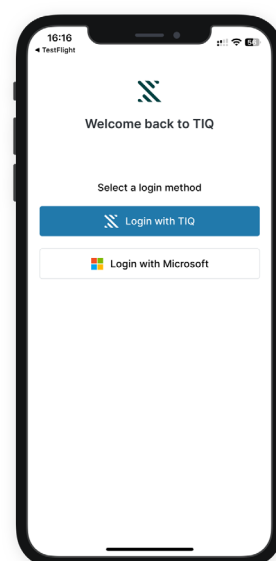 16:16
◀ TestFlight
Welcome back to TIQ
Select a login method
Login with TIQ
Login with Microsoft